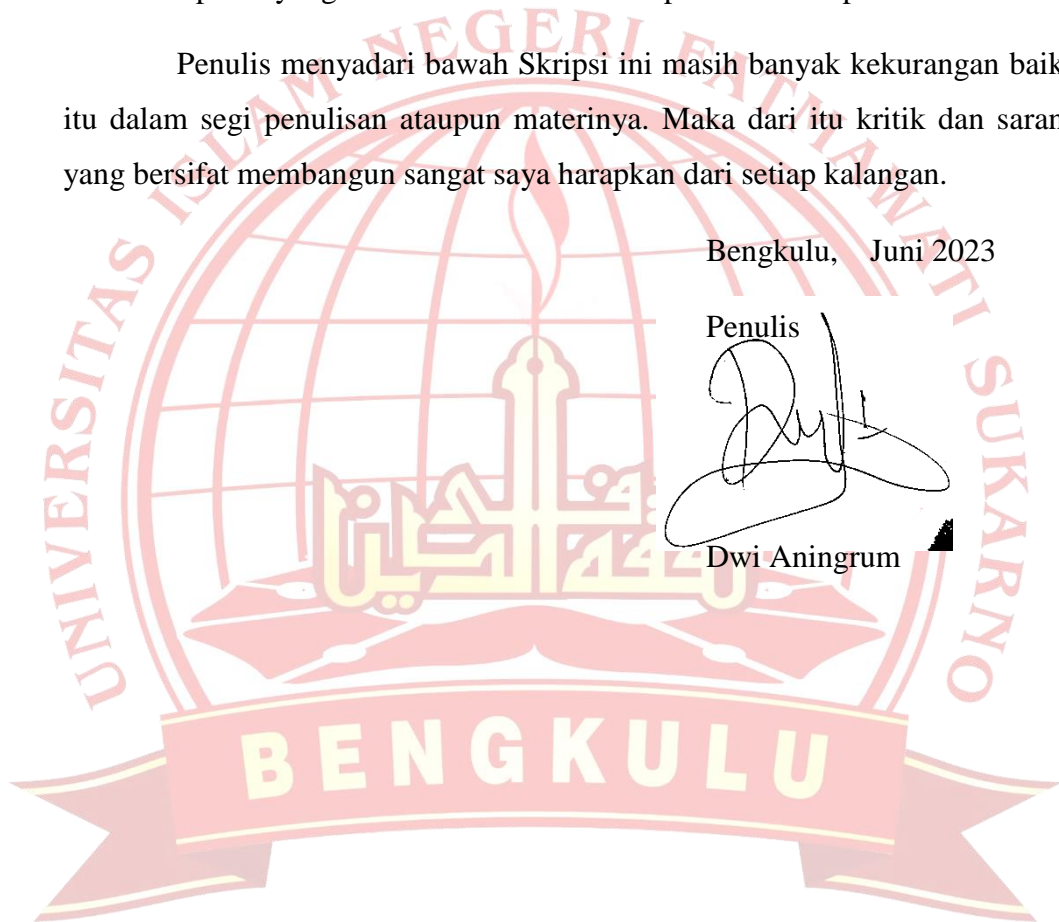 Penulis menyadari bawah Skripsi ini masih banyak kekurangan baik
itu dalam segi penulisan ataupun materinya. Maka dari itu kritik dan saran
yang bersifat membangun sangat saya harapkan dari setiap kalangan.
Bengkulu, Juni 2023
Penulis
Dwi Aningrum
UNIVERSITAS ISLAM NEGERI FATMAWATI SUKARNO
BENGKULU